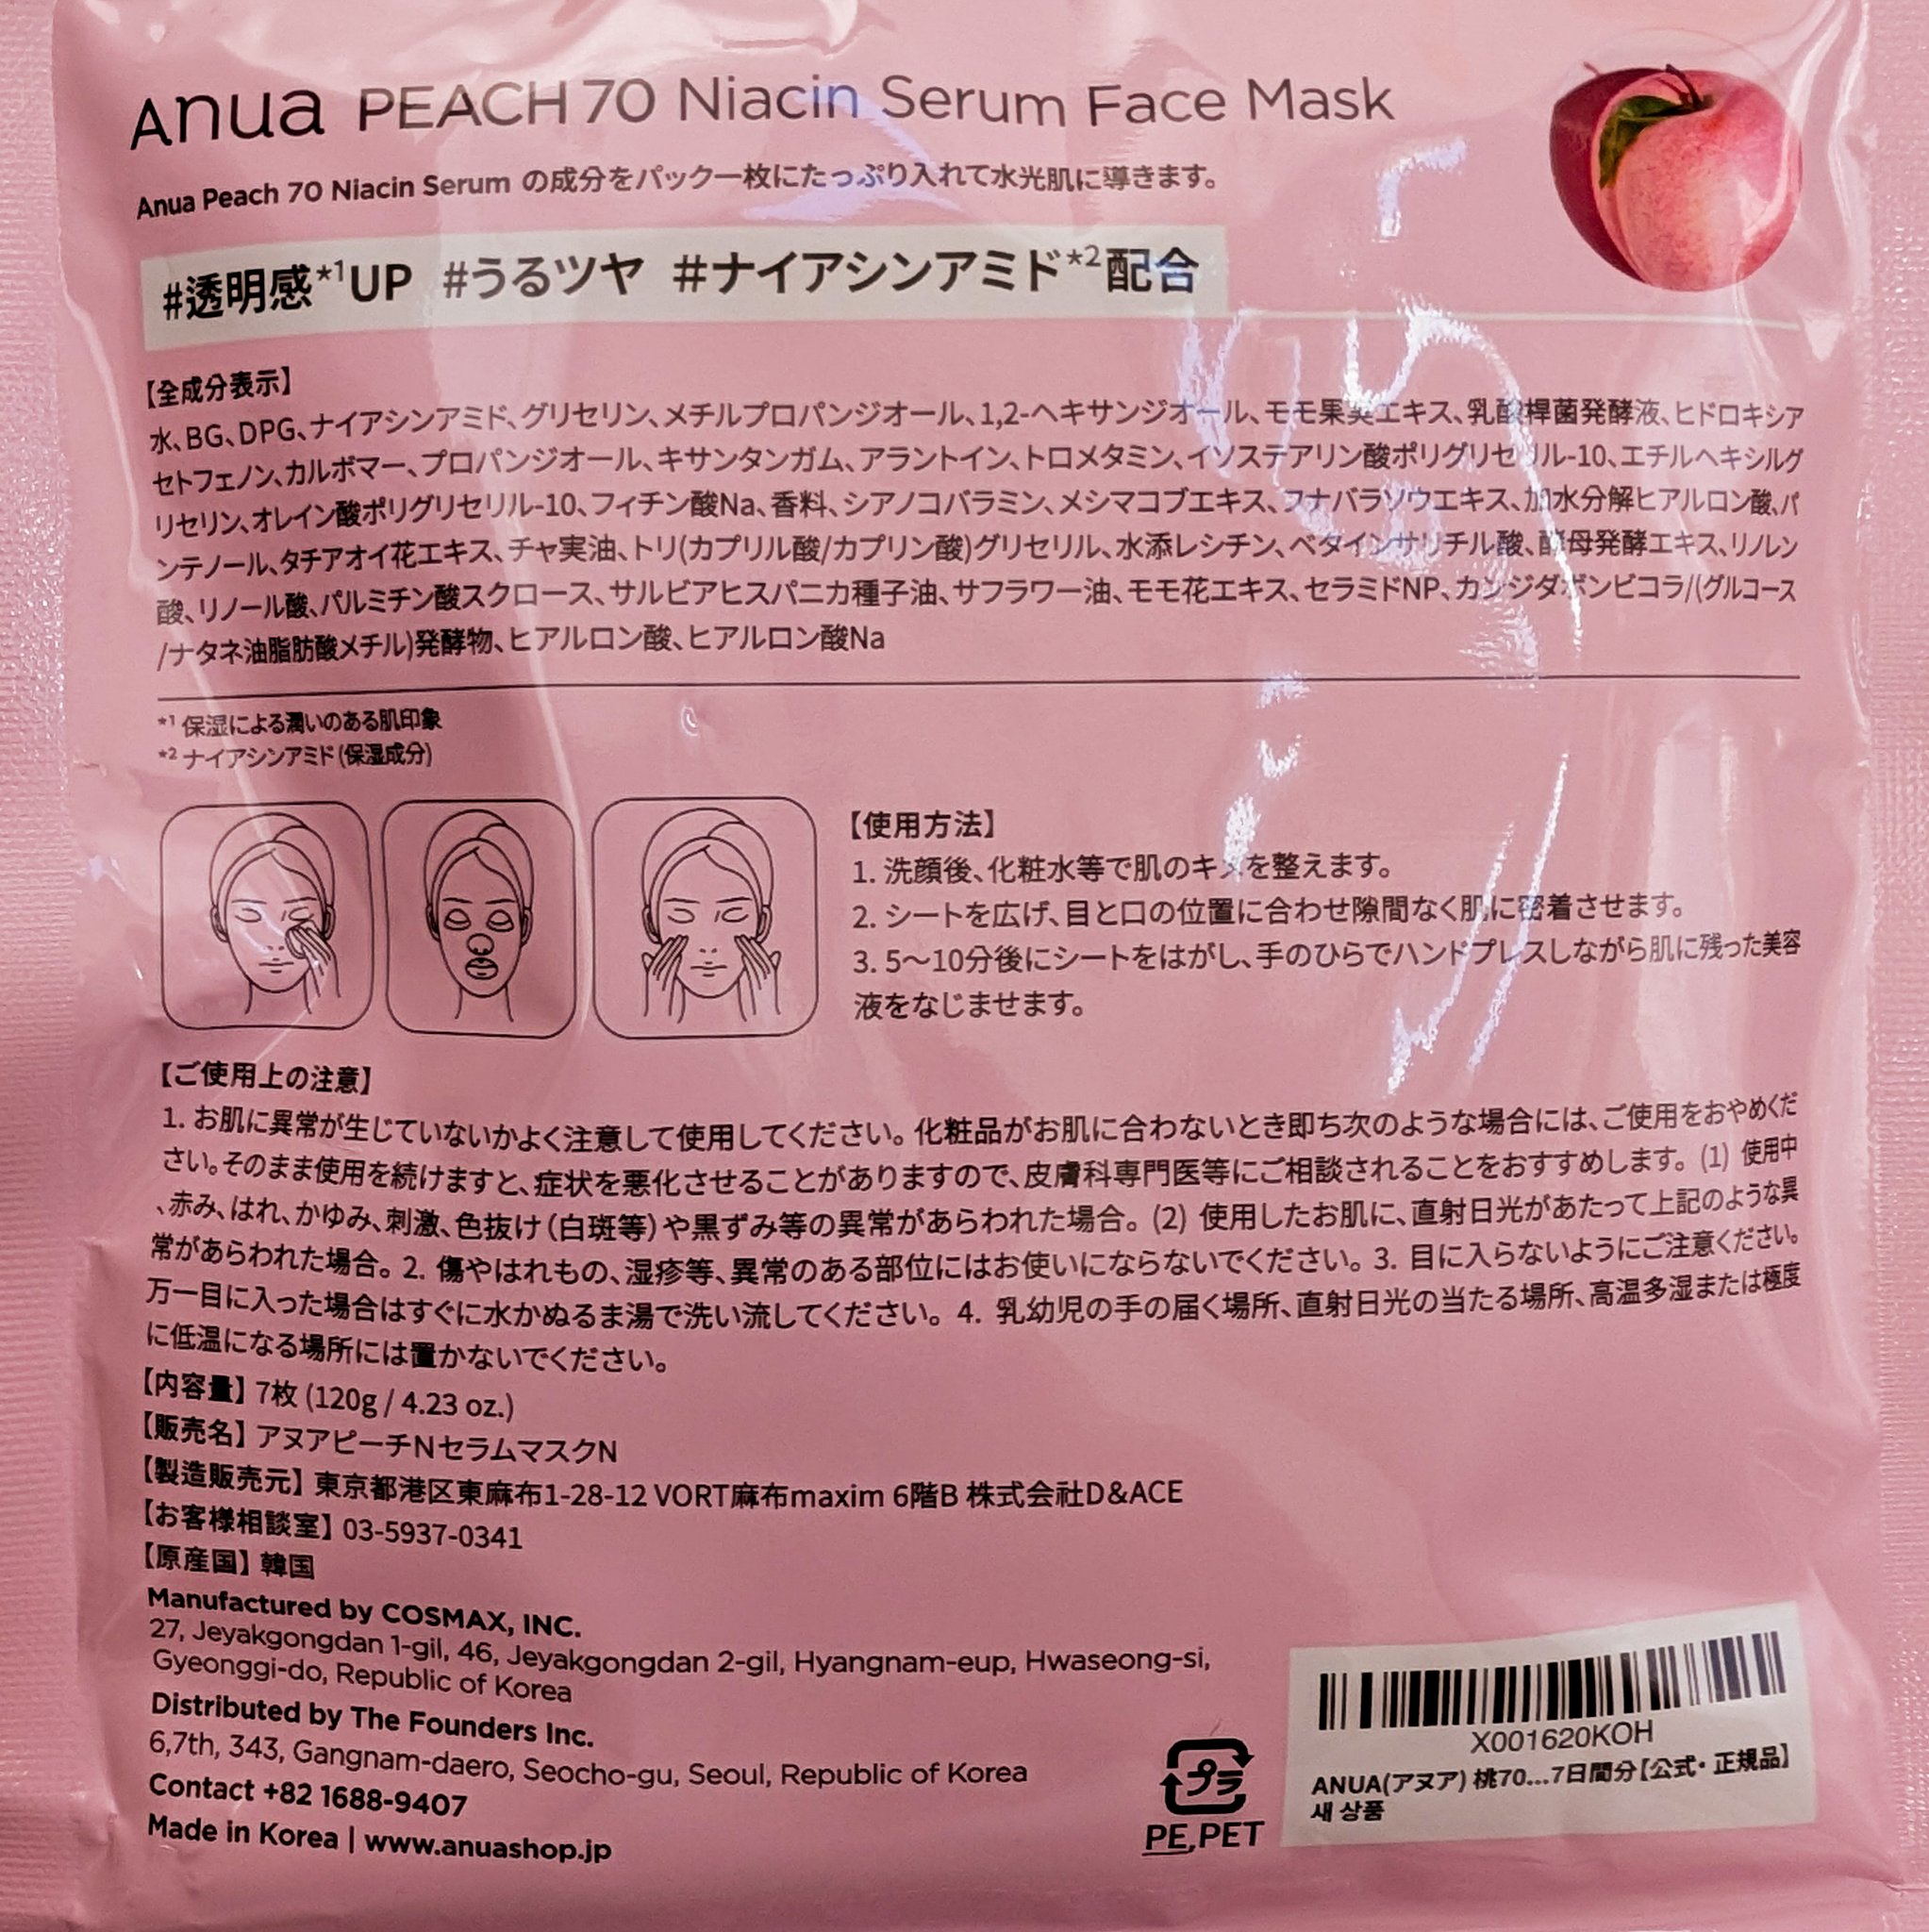 Anua PEACH 70 Niacin Serum Face Mask
Anua Peach 70 Niacin Serum の成分をパック一枚にたっぷり入れて水光肌に導きます。
#透明感*1UP #うるツヤ #ナイアシンアミド*2配合
【全成分表示】
水、BG、DPG、ナイアシンアミド、グリセリン、メチルプロパンジオール、1,2-ヘキサンジオール、モモ果実エキス、乳酸桿菌発酵液、ヒドロキシア
セトフェノン、カルボマー、プロパンジオール、キサンタンガム、アラントイン、トロメタミン、イソステアリン酸ポリグリセリル-10、エチルヘキシルグ
リセリン、オレイン酸ポリグリセリル-10、フィチン酸Na、香料、シアノコバラミン、メシマコブエキス、フナバラソウエキス、加水分解ヒアルロン酸、パ
ンテノール、タチアオイ花エキス、チャ実油、トリ(カプリル酸/カプリン酸)グリセリル、水添レシチン、ベタインサリチル酸、酵母発酵エキス、リノレン
酸、リノール酸、パルミチン酸スクロース、サルビアヒスパニカ種子油、サフラワー油、モモ花エキス、セラミドNP、カンジダボンビコラ/(グルコース
/ナタネ油脂肪酸メチル)発酵物、ヒアルロン酸、ヒアルロン酸Na
*1 保湿による潤いのある肌印象
*2 ナイアシンアミド(保湿成分)
【使用方法】
1. 洗顔後、化粧水等で肌のキメを整えます。
2. シートを広げ、目と口の位置に合わせ隙間なく肌に密着させます。
3. 5〜10分後にシートをはがし、手のひらでハンドプレスしながら肌に残った美容
液をなじませます。
【ご使用上の注意】
1. お肌に異常が生じていないかよく注意して使用してください。化粧品がお肌に合わないとき即ち次のような場合には、ご使用をおやめくだ
さい。そのまま使用を続けますと、症状を悪化させることがありますので、皮膚科専門医等にご相談されることをおすすめします。(1) 使用中
、赤み、はれ、かゆみ、刺激、色抜け(白斑等)や黒ずみ等の異常があらわれた場合。(2) 使用したお肌に、直射日光があたって上記のような異
常があらわれた場合。2. 傷やはれもの、湿疹等、異常のある部位にはお使いにならないでください。3. 目に入らないようにご注意ください。
万一目に入った場合はすぐに水かぬるま湯で洗い流してください。4. 乳幼児の手の届く場所、直射日光の当たる場所、高温多湿または極度
に低温になる場所には置かないでください。
【内容量】7枚 (120g / 4.23 oz.)
【販売名】アヌアピーチNセラムマスクN
【製造販売元】東京都港区東麻布1-28-12 VORT麻布maxim 6階B 株式会社D&ACE
【お客様相談室】03-5937-0341
【原産国】韓国
Manufactured by COSMAX, INC.
27, Jeyakgongdan 1-gil, 46, Jeyakgongdan 2-gil, Hyangnam-eup, Hwaseong-si,
Gyeonggi-do, Republic of Korea
Distributed by The Founders Inc.
6,7th, 343, Gangnam-daero, Seocho-gu, Seoul, Republic of Korea
Contact +82 1688-9407
Made in Korea | www.anuashop.jp
プラ
PE,PET
X001620KOH
ANUA(アヌア) 桃70...7日間分【公式・正規品】
새 상품